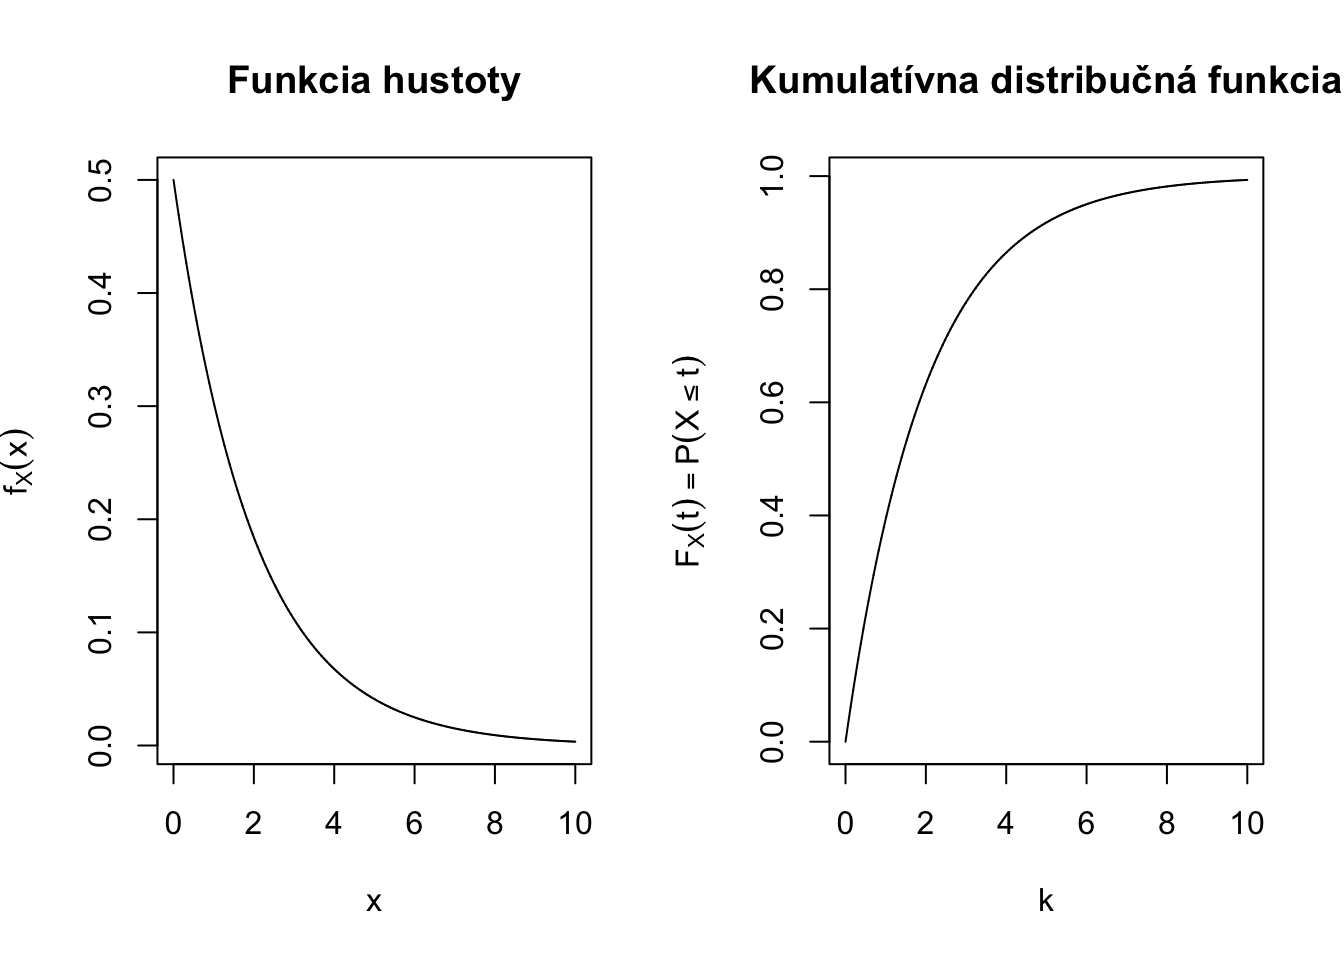 Funkcia hustoty
fX(x)
0.5
0.4
0.3
0.2
0.1
0.0
0 2 4 6 8 10
x
Kumulatívna distribučná funkcia
FX(t) = P(X ≤ t)
1.0
0.8
0.6
0.4
0.2
0.0
0 2 4 6 8 10
k